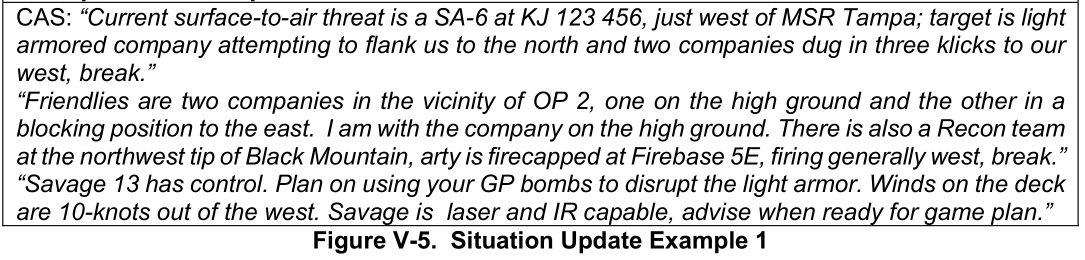 CAS: “Current surface-to-air threat is a SA-6 at KJ 123 456, just west of MSR Tampa; target is light
armored company attempting to flank us to the north and two companies dug in three klicks to our
west, break.”
“Friendlies are two companies in the vicinity of OP 2, one on the high ground and the other in a
blocking position to the east.  I am with the company on the high ground. There is also a Recon team
at the northwest tip of Black Mountain, arty is firecapped at Firebase 5E, firing generally west, break.”
“Savage 13 has control. Plan on using your GP bombs to disrupt the light armor. Winds on the deck
are 10-knots out of the west. Savage is  laser and IR capable, advise when ready for game plan.”
Figure V-5.  Situation Update Example 1